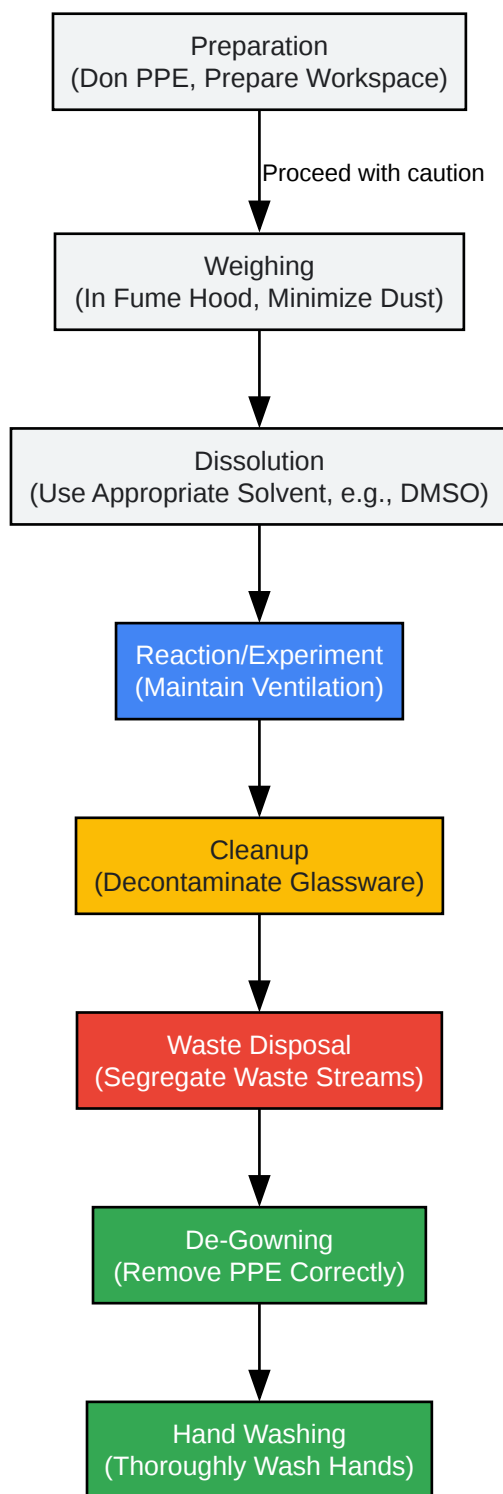 Preparation
(Don PPE, Prepare Workspace)
Proceed with caution
Weighing
(In Fume Hood, Minimize Dust)
Dissolution
(Use Appropriate Solvent, e.g., DMSO)
Reaction/Experiment
(Maintain Ventilation)
Cleanup
(Decontaminate Glassware)
Waste Disposal
(Segregate Waste Streams)
De-Gowning
(Remove PPE Correctly)
Hand Washing
(Thoroughly Wash Hands)